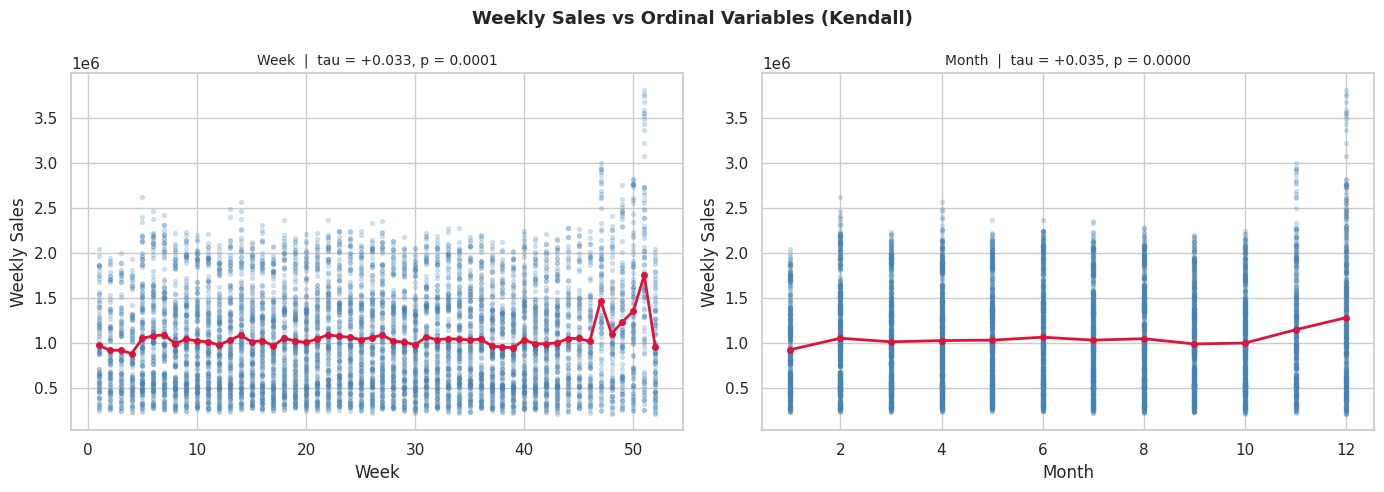 Weekly Sales vs Ordinal Variables (Kendall)
Week | tau = +0.033, p = 0.0001
1e6
Weekly Sales
3.5
3.0
2.5
2.0
1.5
1.0
0.5
0 10 20 30 40 50
Week
Month | tau = +0.035, p = 0.0000
1e6
Weekly Sales
3.5
3.0
2.5
2.0
1.5
1.0
0.5
2 4 6 8 10 12
Month